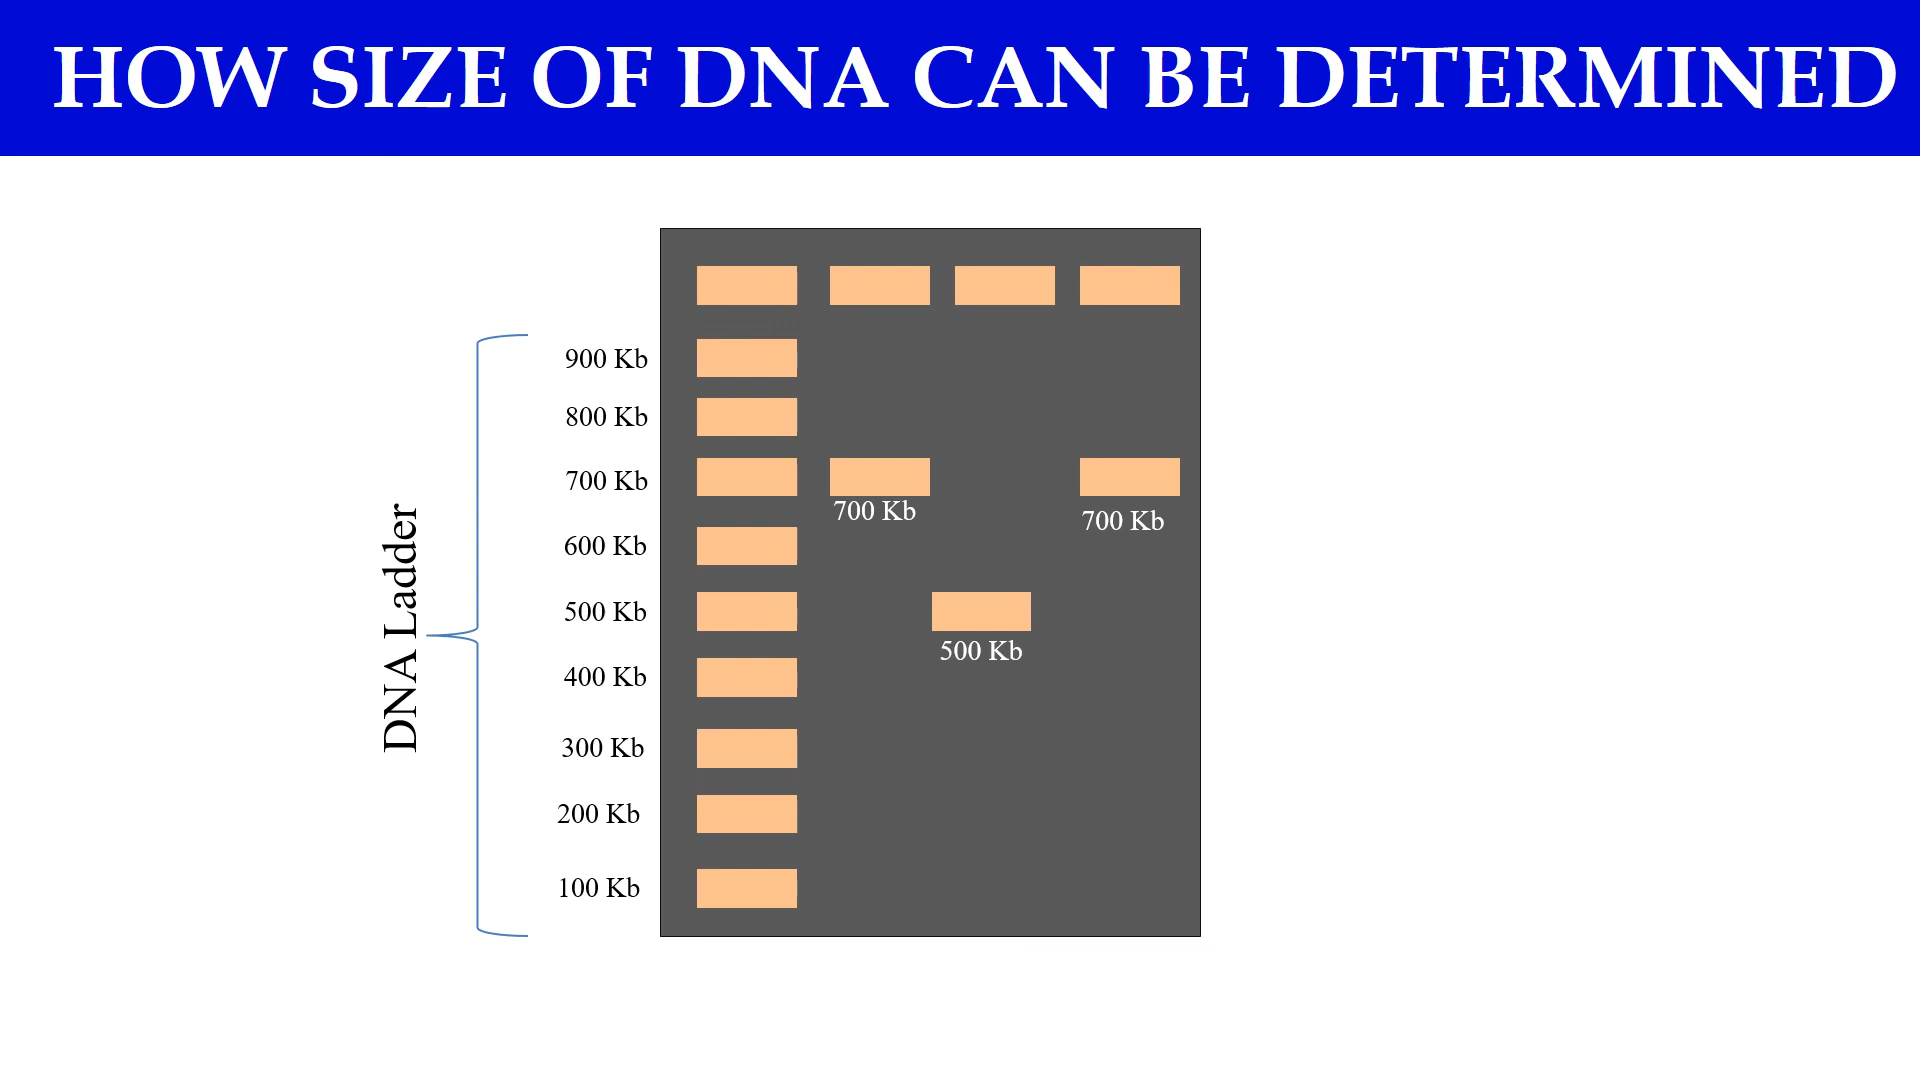 HOW SIZE OF DNA CAN BE DETERMINED
DNA Ladder
900 Kb
800 Kb
700 Kb
600 Kb
500 Kb
400 Kb
300 Kb
200 Kb
100 Kb
700 Kb
500 Kb
700 Kb